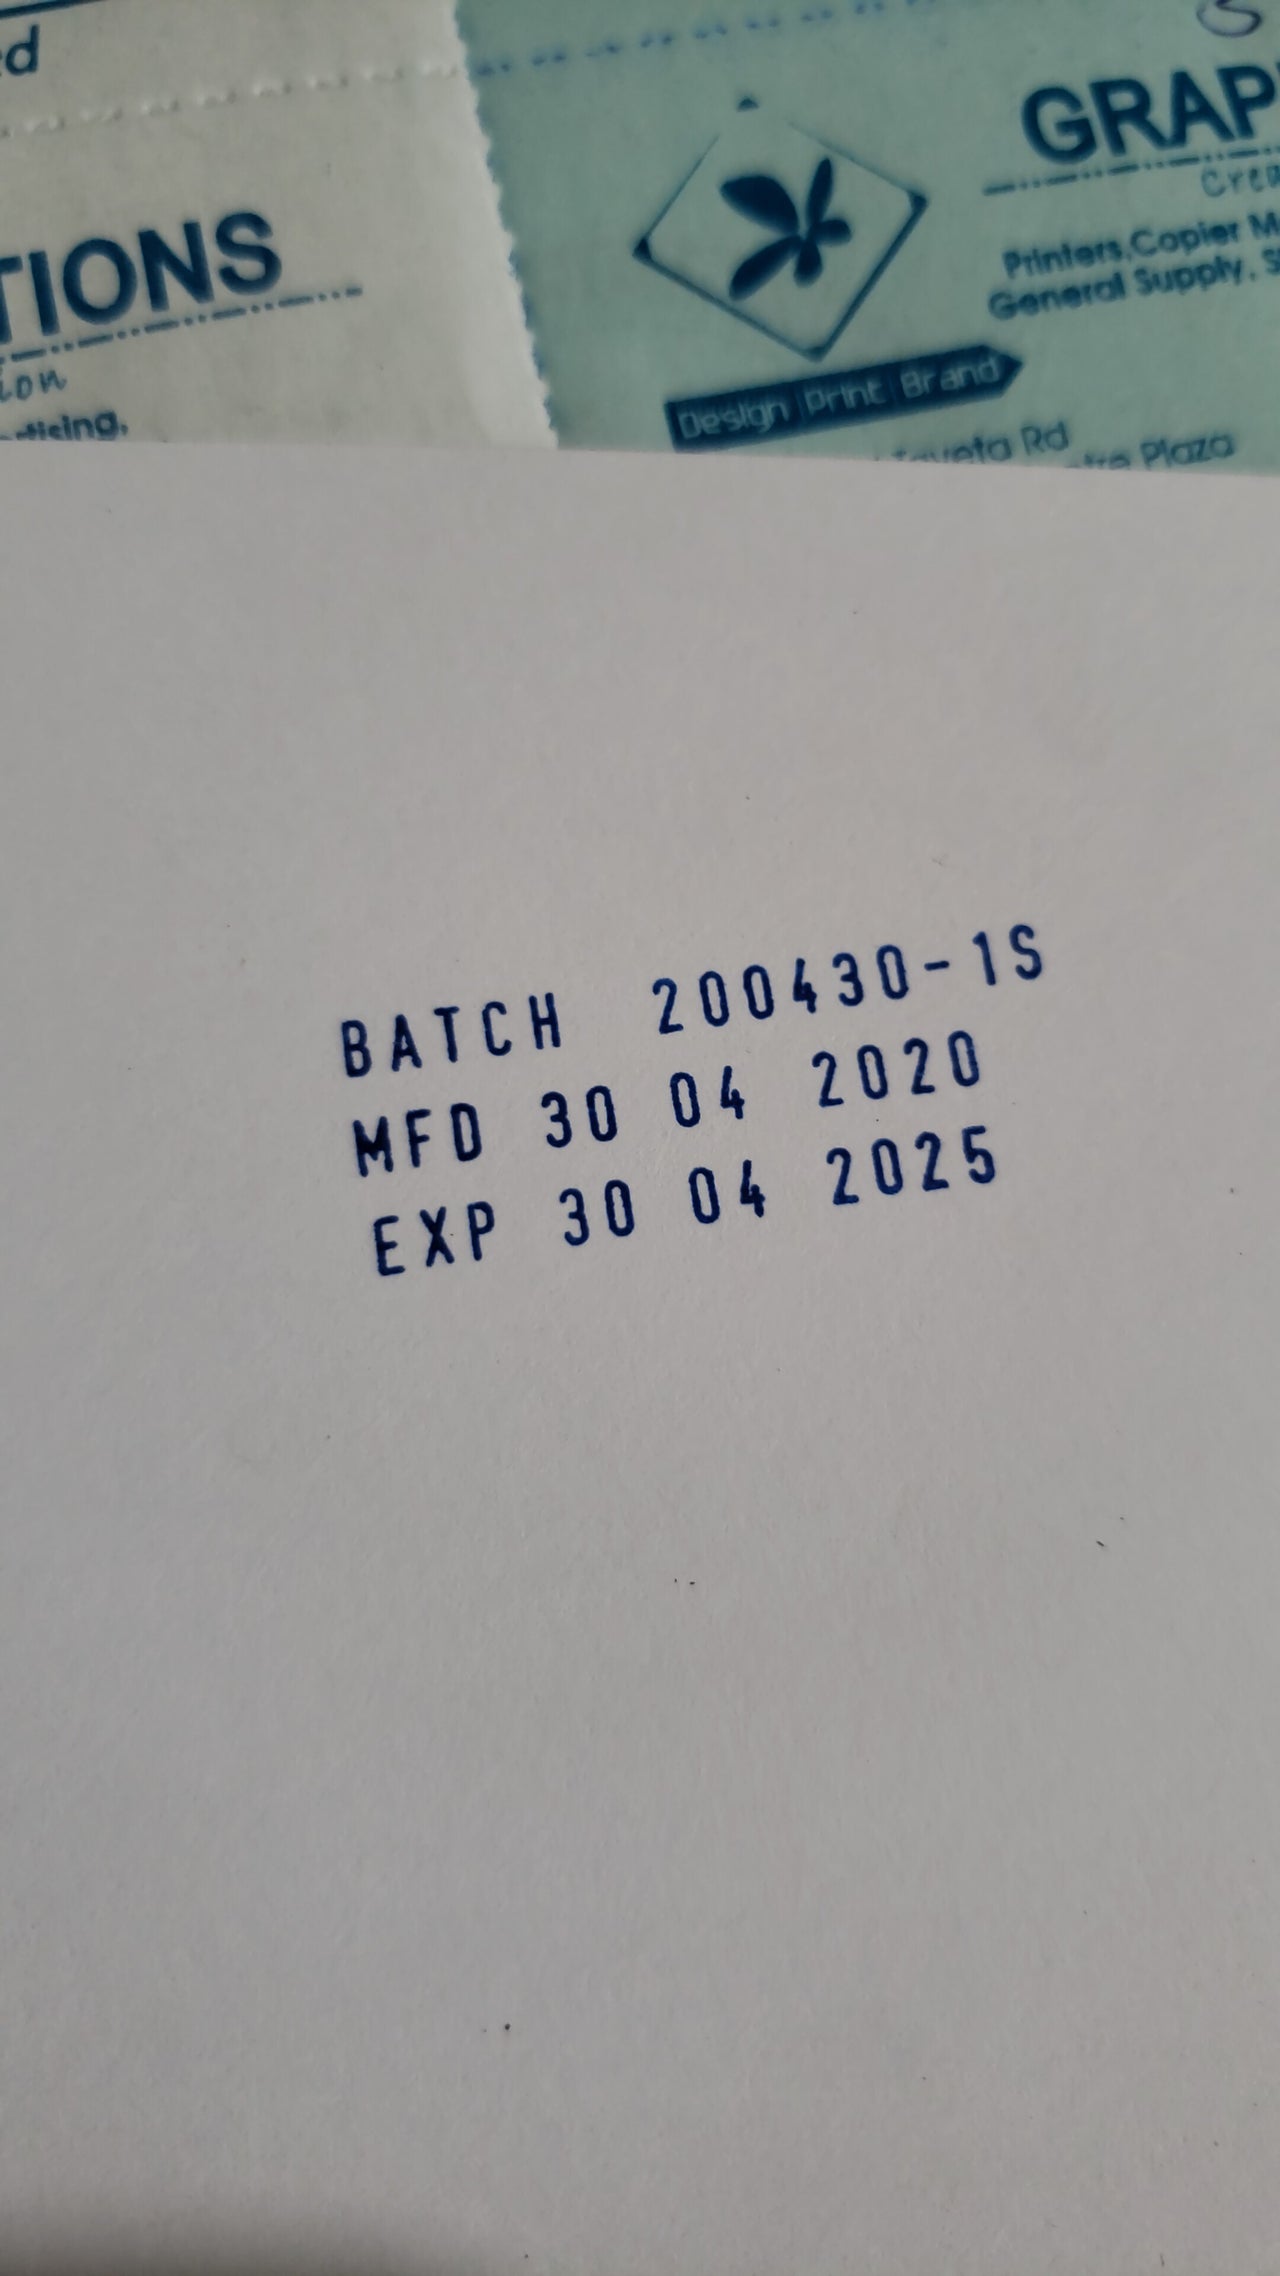 TIONS
GRAP
Printers,Copier M
General Supply, S
Design Print Brand
Rd
Plaza
BATCH 200430-1S
MFD 30 04 2020
EXP 30 04 2025